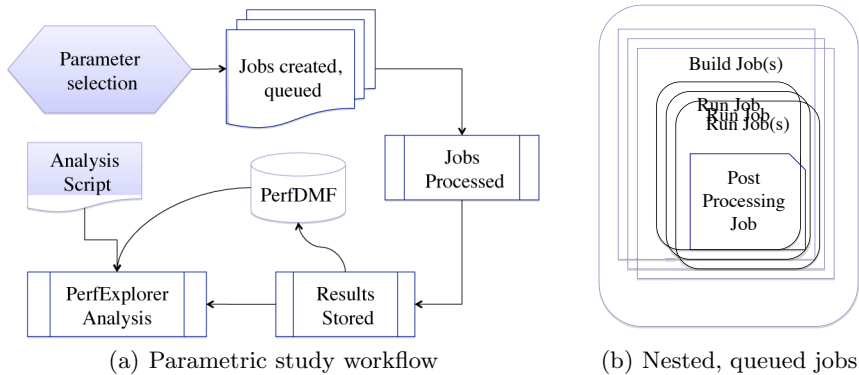 Parameter
selection
Jobs created,
queued
Jobs
Processed
Analysis
Script
PerfDMF
PerfExplorer
Analysis
Results
Stored
(a) Parametric study workflow
Build Job(s)
Run Job
Run Job
Run Job(s)
Post
Processing
Job
(b) Nested, queued jobs